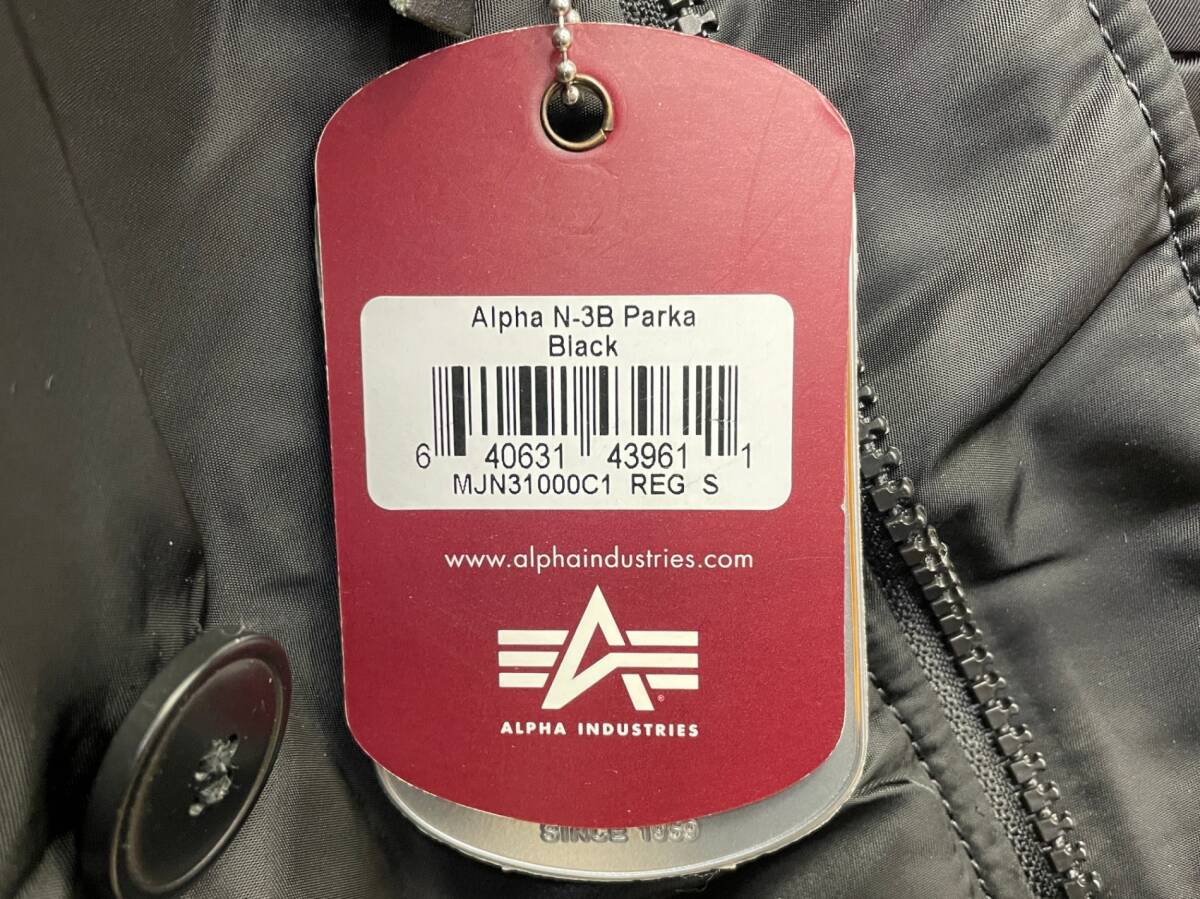 Alpha N-3B Parka
Black
6 40631 43961 1
MJN31000C1 REG S
www.alphaindustries.com
ALPHA INDUSTRIES
SINCE 1959